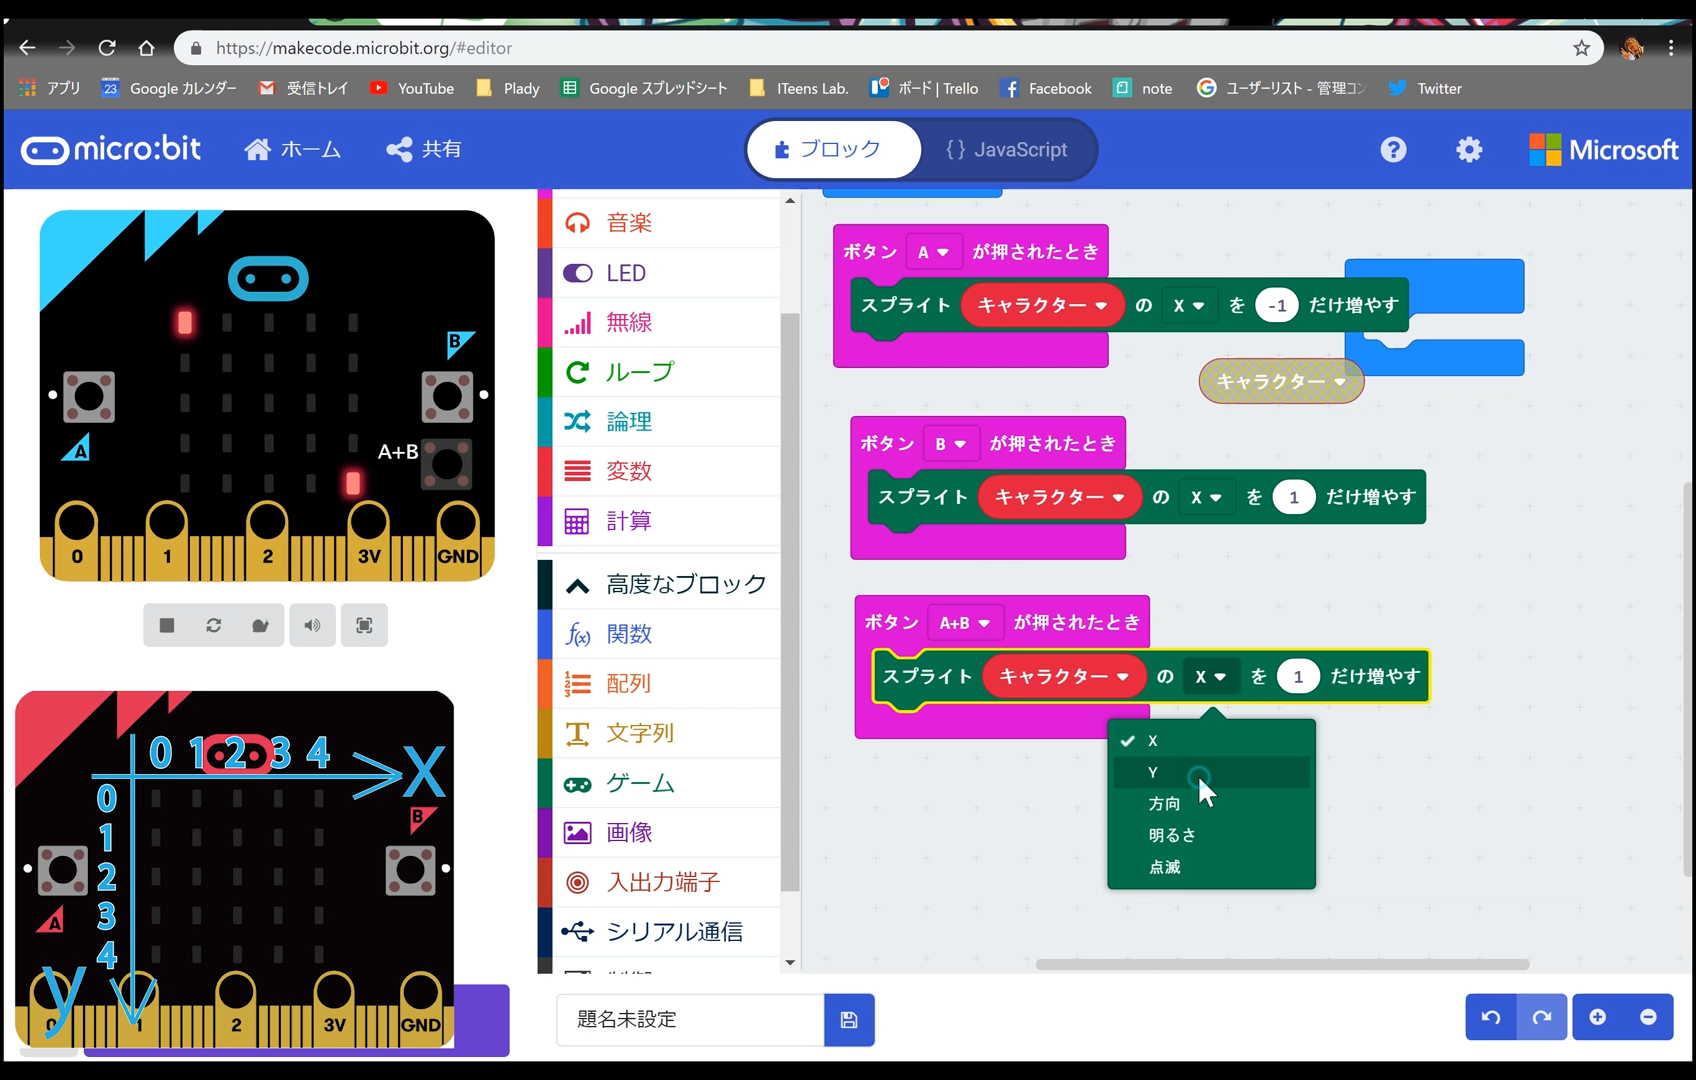 https://makecode.microbit.org/#editor
アプリ 23 Google カレンダー 受信トレイ YouTube Plady Google スプレッドシート ITeens Lab. ボード | Trello Facebook note ユーザーリスト - 管理コン Twitter
micro:bit ホーム 共有 ブロック {} JavaScript ? Microsoft
音楽
LED
無線
ループ
論理
変数
計算
高度なブロック
f(x) 関数
配列
T 文字列
ゲーム
画像
入出力端子
シリアル通信
B
A
A+B
0 1 2 3V GND
0 1 2 3 4 X
0
1
2
3
4
y
B
A
0 1 2 3V GND
ボタン A が押されたとき
スプライト キャラクター の X を -1 だけ増やす
キャラクター
ボタン B が押されたとき
スプライト キャラクター の X を 1 だけ増やす
ボタン A+B が押されたとき
スプライト キャラクター の X を 1 だけ増やす
X
Y
方向
明るさ
点滅
題名未設定